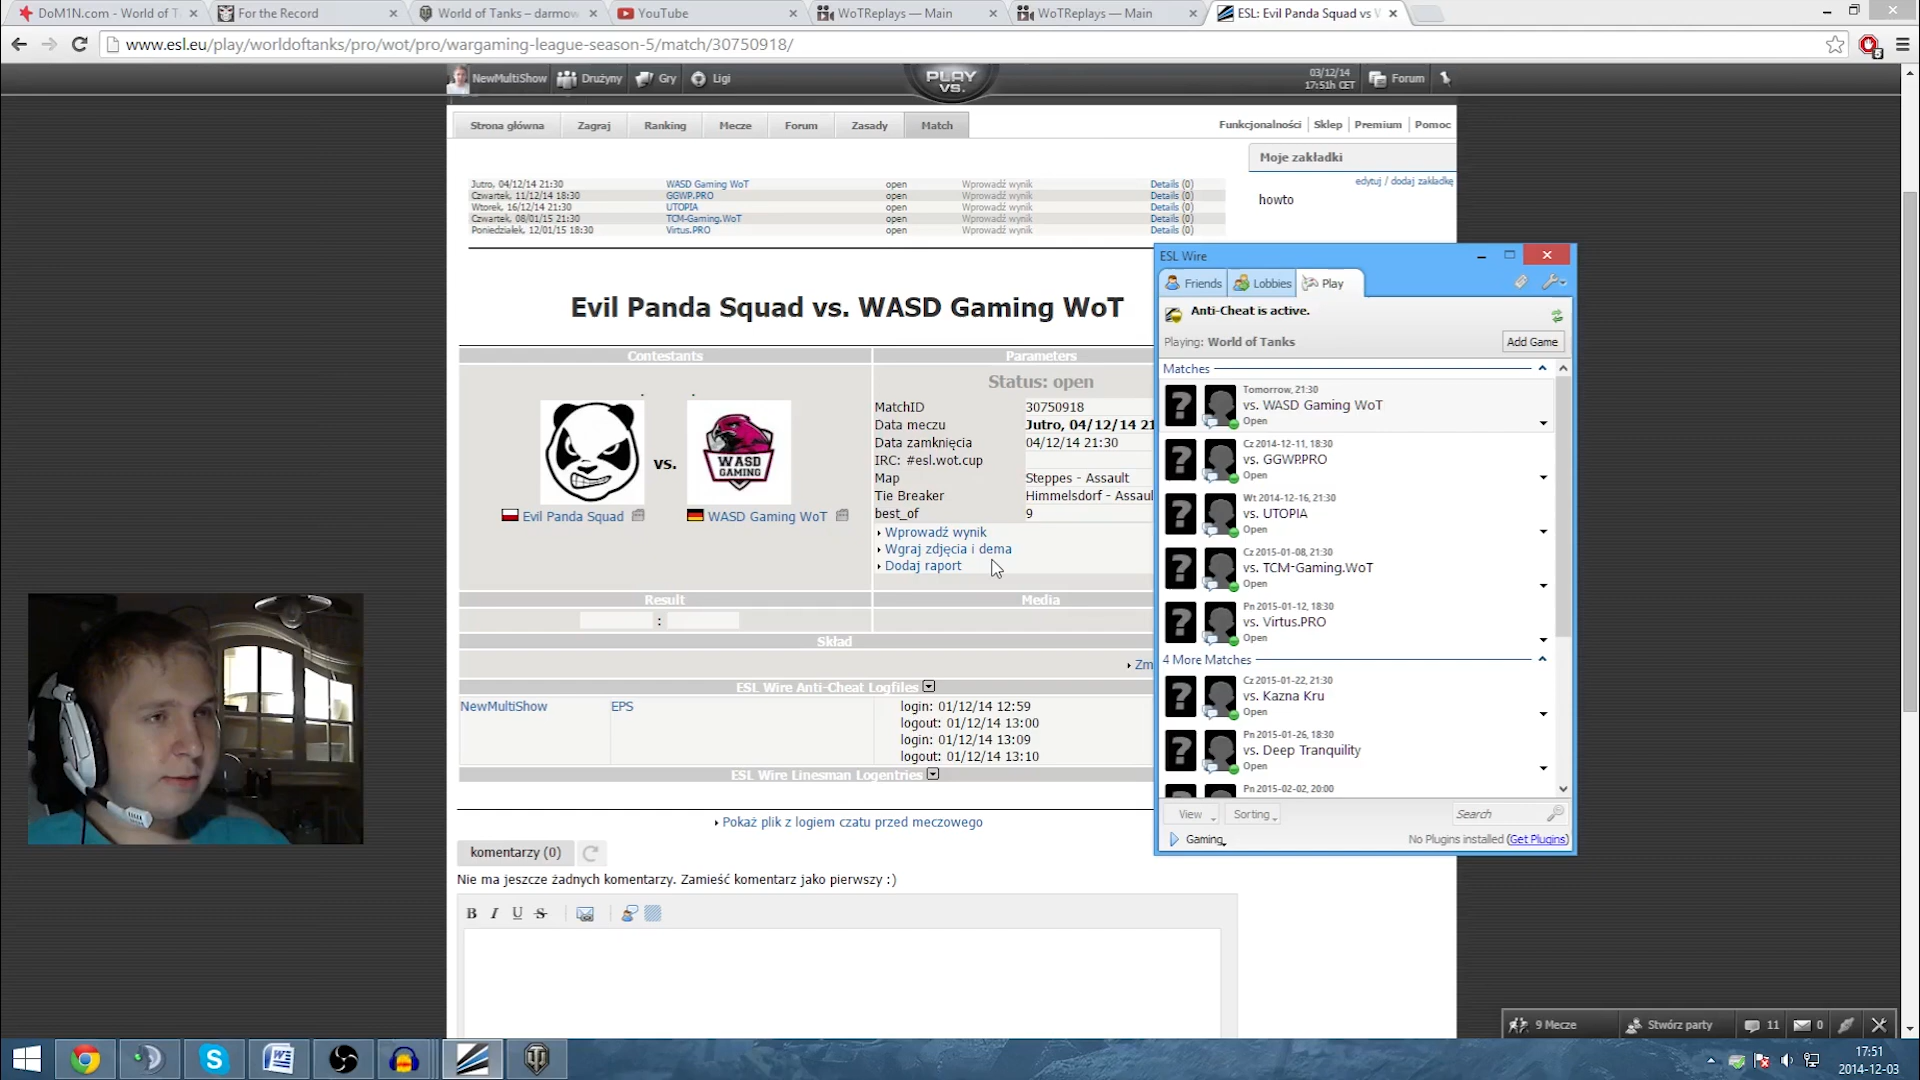 DoM1N.com - World of T
For the Record
World of Tanks – darmow
YouTube
WoTReplays — Main
WoTReplays — Main
ESL: Evil Panda Squad vs W
www.esl.eu/play/worldoftanks/pro/wot/pro/wargaming-league-season-5/match/30750918/
NewMultiShow
Drużyny
Gry
Ligi
PLAY
VS.
03/12/14
17:51h CET
Forum
Strona główna
Zagraj
Ranking
Mecze
Forum
Zasady
Match
Funkcjonalności
Sklep
Premium
Pomoc
Moje zakładki
edytuj / dodaj zakładkę
howto
Jutro, 04/12/14 21:30 WASD Gaming WoT open Wprowadź wynik Details (0)
Czwartek, 11/12/14 18:30 GGWP.PRO open Wprowadź wynik Details (0)
Wtorek, 16/12/14 21:30 UTOPIA open Wprowadź wynik Details (0)
Czwartek, 08/01/15 21:30 TCM-Gaming.WoT open Wprowadź wynik Details (0)
Poniedziałek, 12/01/15 18:30 Virtus.PRO open Wprowadź wynik Details (0)
Evil Panda Squad vs. WASD Gaming WoT
Contestants
Parameters
WASD
GAMING
vs.
Evil Panda Squad
WASD Gaming WoT
Status: open
MatchID 30750918
Data meczu Jutro, 04/12/14 21
Data zamknięcia 04/12/14 21:30
IRC: #esl.wot.cup
Map Steppes - Assault
Tie Breaker Himmelsdorf - Assaul
best_of 9
Wprowadź wynik
Wgraj zdjęcia i dema
Dodaj raport
Result
Media
:
Skład
Zm
ESL Wire Anti-Cheat Logfiles
NewMultiShow
EPS
login: 01/12/14 12:59
logout: 01/12/14 13:00
login: 01/12/14 13:09
logout: 01/12/14 13:10
ESL Wire Linesman Logentries
Pokaż plik z logiem czatu przed meczowego
komentarzy (0)
Nie ma jeszcze żadnych komentarzy. Zamieść komentarz jako pierwszy :)
B I U S
ESL Wire
Friends
Lobbies
Play
Anti-Cheat is active.
Playing: World of Tanks
Add Game
Matches
Tomorrow, 21:30
vs. WASD Gaming WoT
Open
Cz 2014-12-11, 18:30
vs. GGWP.PRO
Open
Wt 2014-12-16, 21:30
vs. UTOPIA
Open
Cz 2015-01-08, 21:30
vs. TCM-Gaming.WoT
Open
Pn 2015-01-12, 18:30
vs. Virtus.PRO
Open
4 More Matches
Cz 2015-01-22, 21:30
vs. Kazna Kru
Open
Pn 2015-01-26, 18:30
vs. Deep Tranquility
Open
Pn 2015-02-02, 20:00
View
Sorting
Search
Gaming
No Plugins installed (Get Plugins)
9 Mecze
Stwórz party
11
0
17:51
2014-12-03